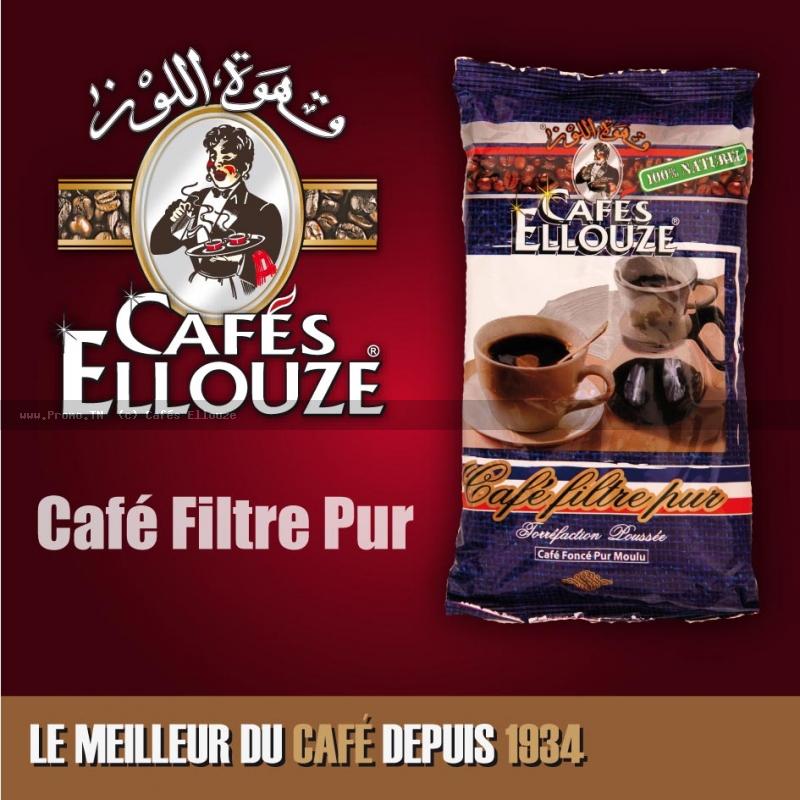 قهوة اللوز
CAFÉS
ELLOUZE®
www.Promo.TN (c) Cafés Ellouze
Café Filtre Pur
قهوة اللوز
100% NATUREL
CAFES
ELLOUZE®
Café filtre pur
Torréfaction Poussée
Café Foncé Pur Moulu
LE MEILLEUR DU CAFÉ DEPUIS 1934